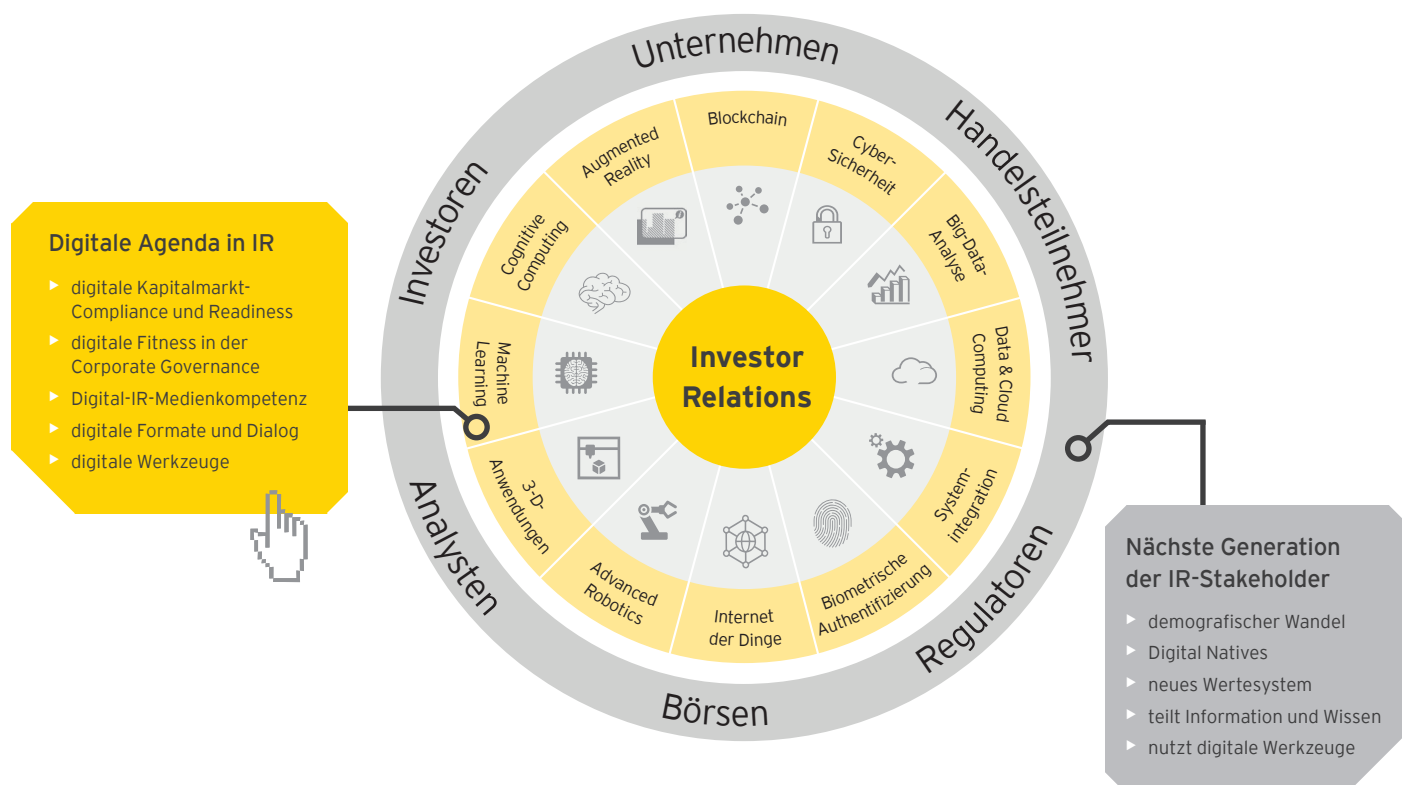 Unternehmen
Handelsteilnehmer
Regulatoren
Börsen
Analysten
Investoren
Blockchain
Cyber-
Sicherheit
Big-Data-
Analyse
Data & Cloud
Computing
System-
integration
Biometrische
Authentifizierung
Internet
der Dinge
Advanced
Robotics
3-D-
Anwendungen
Machine
Learning
Cognitive
Computing
Augmented
Reality
Investor
Relations
Digitale Agenda in IR
digitale Kapitalmarkt-
Compliance und Readiness
digitale Fitness in der
Corporate Governance
Digital-IR-Medienkompetenz
digitale Formate und Dialog
digitale Werkzeuge
Nächste Generation
der IR-Stakeholder
demografischer Wandel
Digital Natives
neues Wertesystem
teilt Information und Wissen
nutzt digitale Werkzeuge